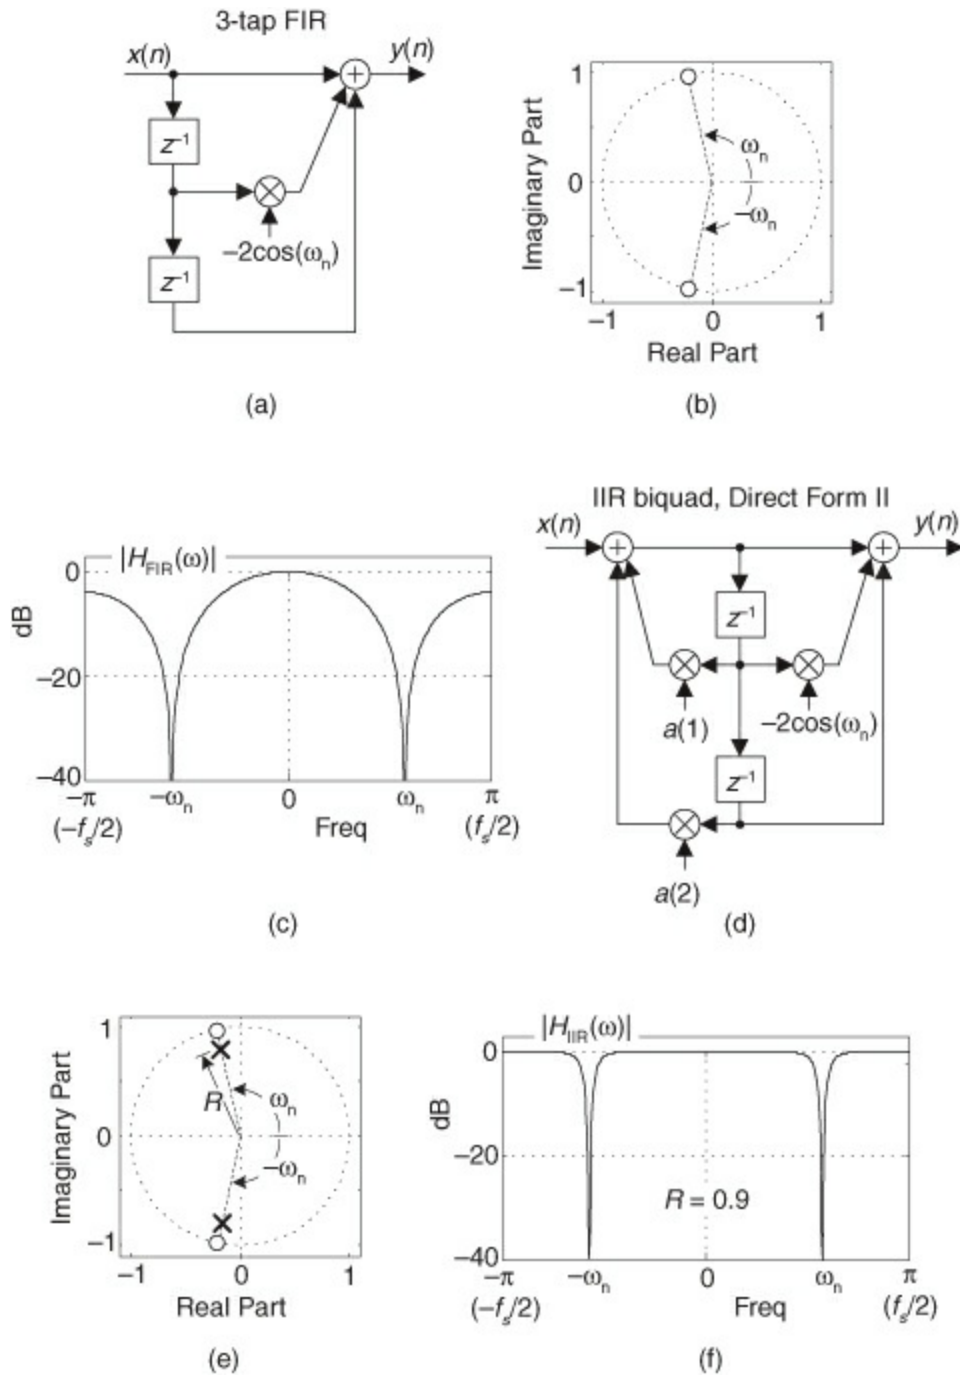 3-tap FIR
x(n)
y(n)
z⁻¹
−2cos(ωₙ)
z⁻¹
(a)
Imaginary Part
1
0
−1
ωₙ
−ωₙ
−1
0
1
Real Part
(b)
|H_FIR(ω)|
dB
0
−20
−40
−π
−ωₙ
0
ωₙ
π
(−fₛ/2)
Freq
(fₛ/2)
(c)
IIR biquad, Direct Form II
x(n)
y(n)
z⁻¹
a(1)
−2cos(ωₙ)
z⁻¹
a(2)
(d)
Imaginary Part
1
0
−1
R
ωₙ
−ωₙ
−1
0
1
Real Part
(e)
|H_IIR(ω)|
dB
0
−20
−40
R = 0.9
−π
−ωₙ
0
ωₙ
π
(−fₛ/2)
Freq
(fₛ/2)
(f)